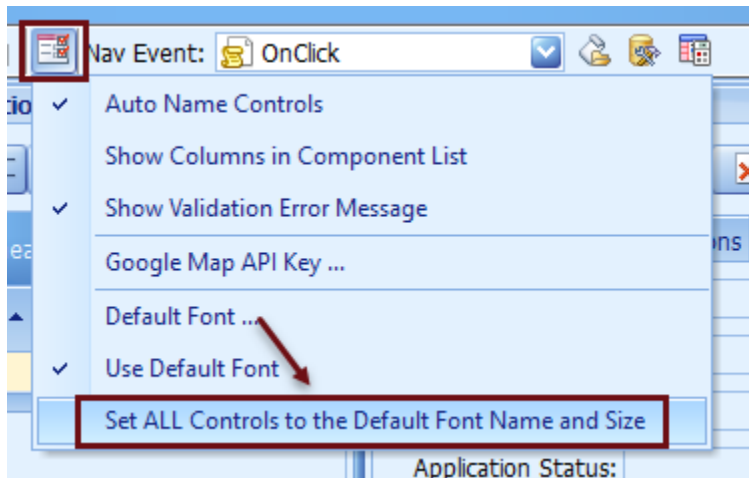 Nav Event: OnClick
Auto Name Controls
Show Columns in Component List
Show Validation Error Message
Google Map API Key ...
Default Font ...
Use Default Font
Set ALL Controls to the Default Font Name and Size
Application Status: